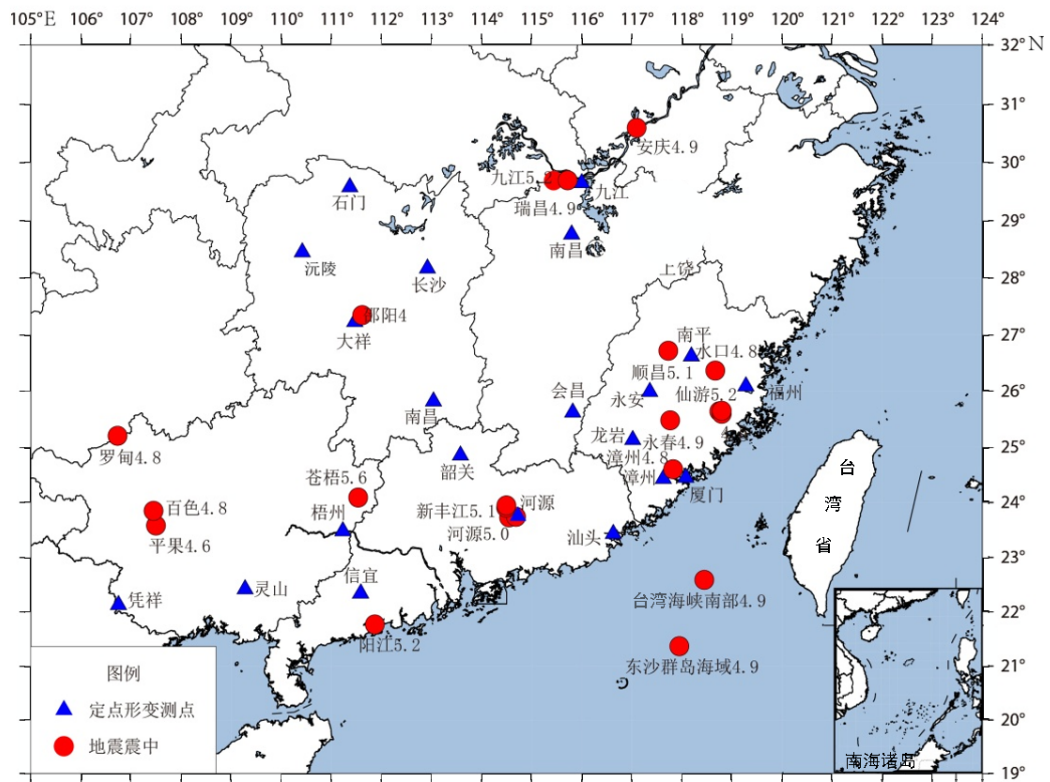 105°E 106° 107° 108° 109° 110° 111° 112° 113° 114° 115° 116° 117° 118° 119° 120° 121° 122° 123° 124°
32°N
31°
30°
29°
28°
27°
26°
25°
24°
23°
22°
21°
20°
19°
安庆4.9
九江5.2
九江
瑞昌4.9
石门
南昌
沅陵
长沙
上饶
邵阳4
大祥
南平
水口4.8
顺昌5.1
仙游5.2
福州
永安
会昌
南昌
4
龙岩
永春4.9
罗甸4.8
韶关
漳州4.8
漳州
厦门
苍梧5.6
梧州
百色4.8
平果4.6
新丰江5.1
河源
河源5.0
汕头
台
湾
省
信宜
灵山
凭祥
阳江5.2
台湾海峡南部4.9
东沙群岛海域4.9
图例
定点形变测点
地震震中
南海诸岛